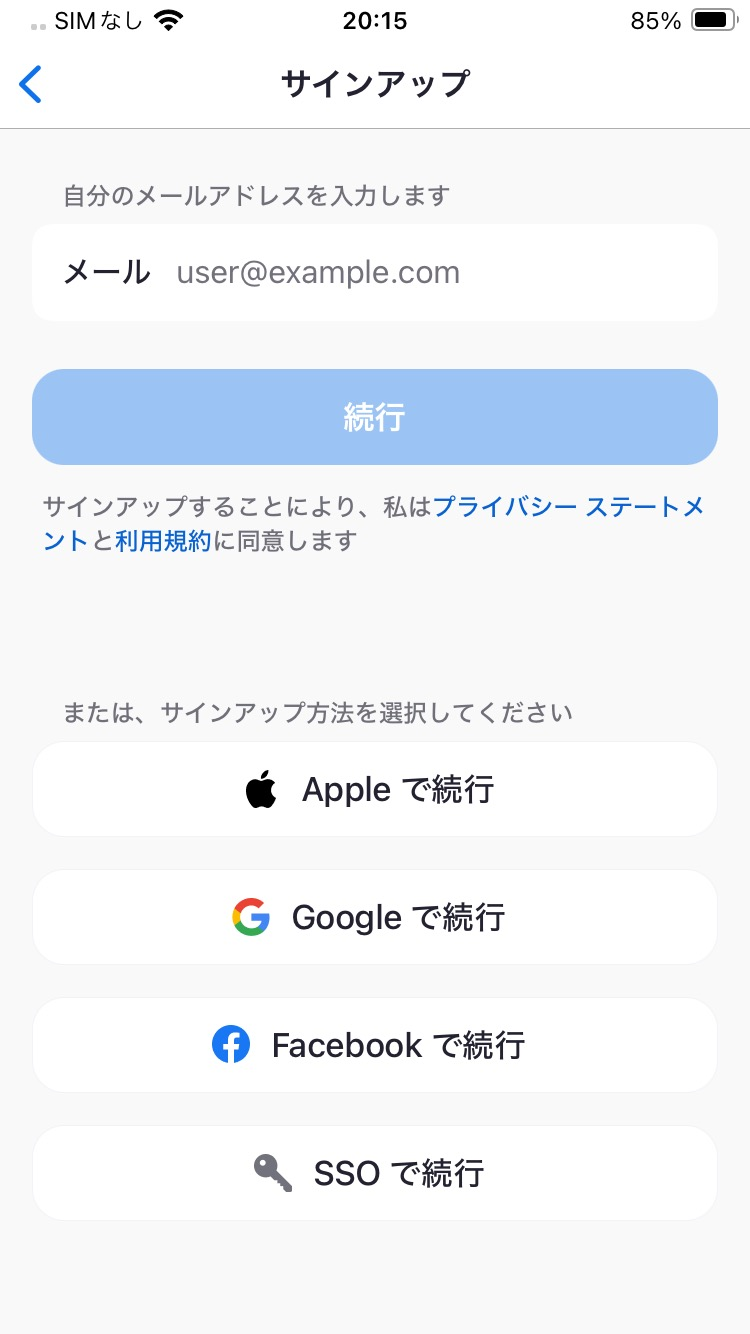 SIMなし 20:15 85%
サインアップ
自分のメールアドレスを入力します
メール user@example.com
続行
サインアップすることにより、私はプライバシー ステートメ
ントと利用規約に同意します
または、サインアップ方法を選択してください
Apple で続行
Google で続行
Facebook で続行
SSO で続行